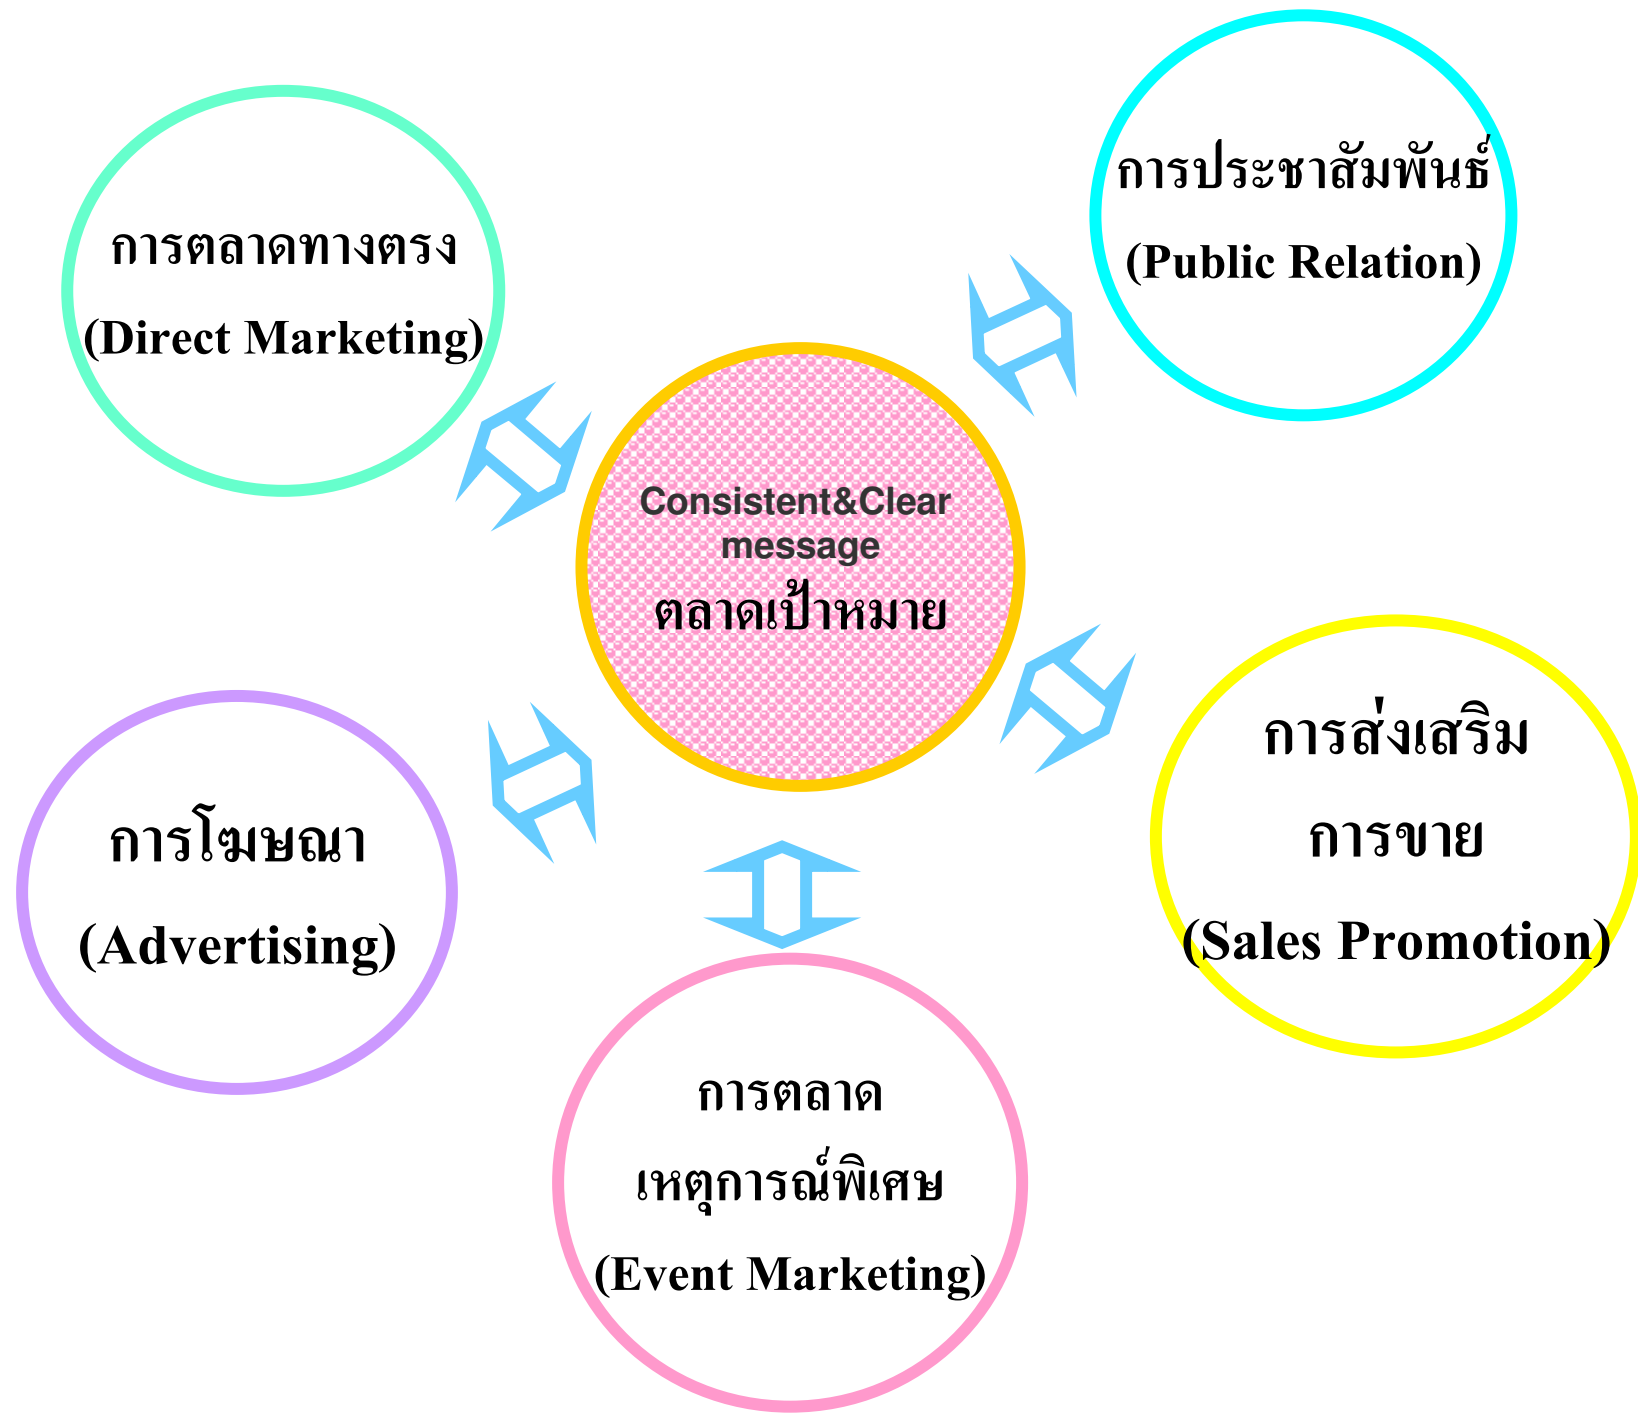 การตลาดทางตรง
(Direct Marketing)
การประชาสัมพันธ์
(Public Relation)
Consistent&Clear
message
ตลาดเป้าหมาย
การส่งเสริม
การขาย
(Sales Promotion)
การโฆษณา
(Advertising)
การตลาด
เหตุการณ์พิเศษ
(Event Marketing)